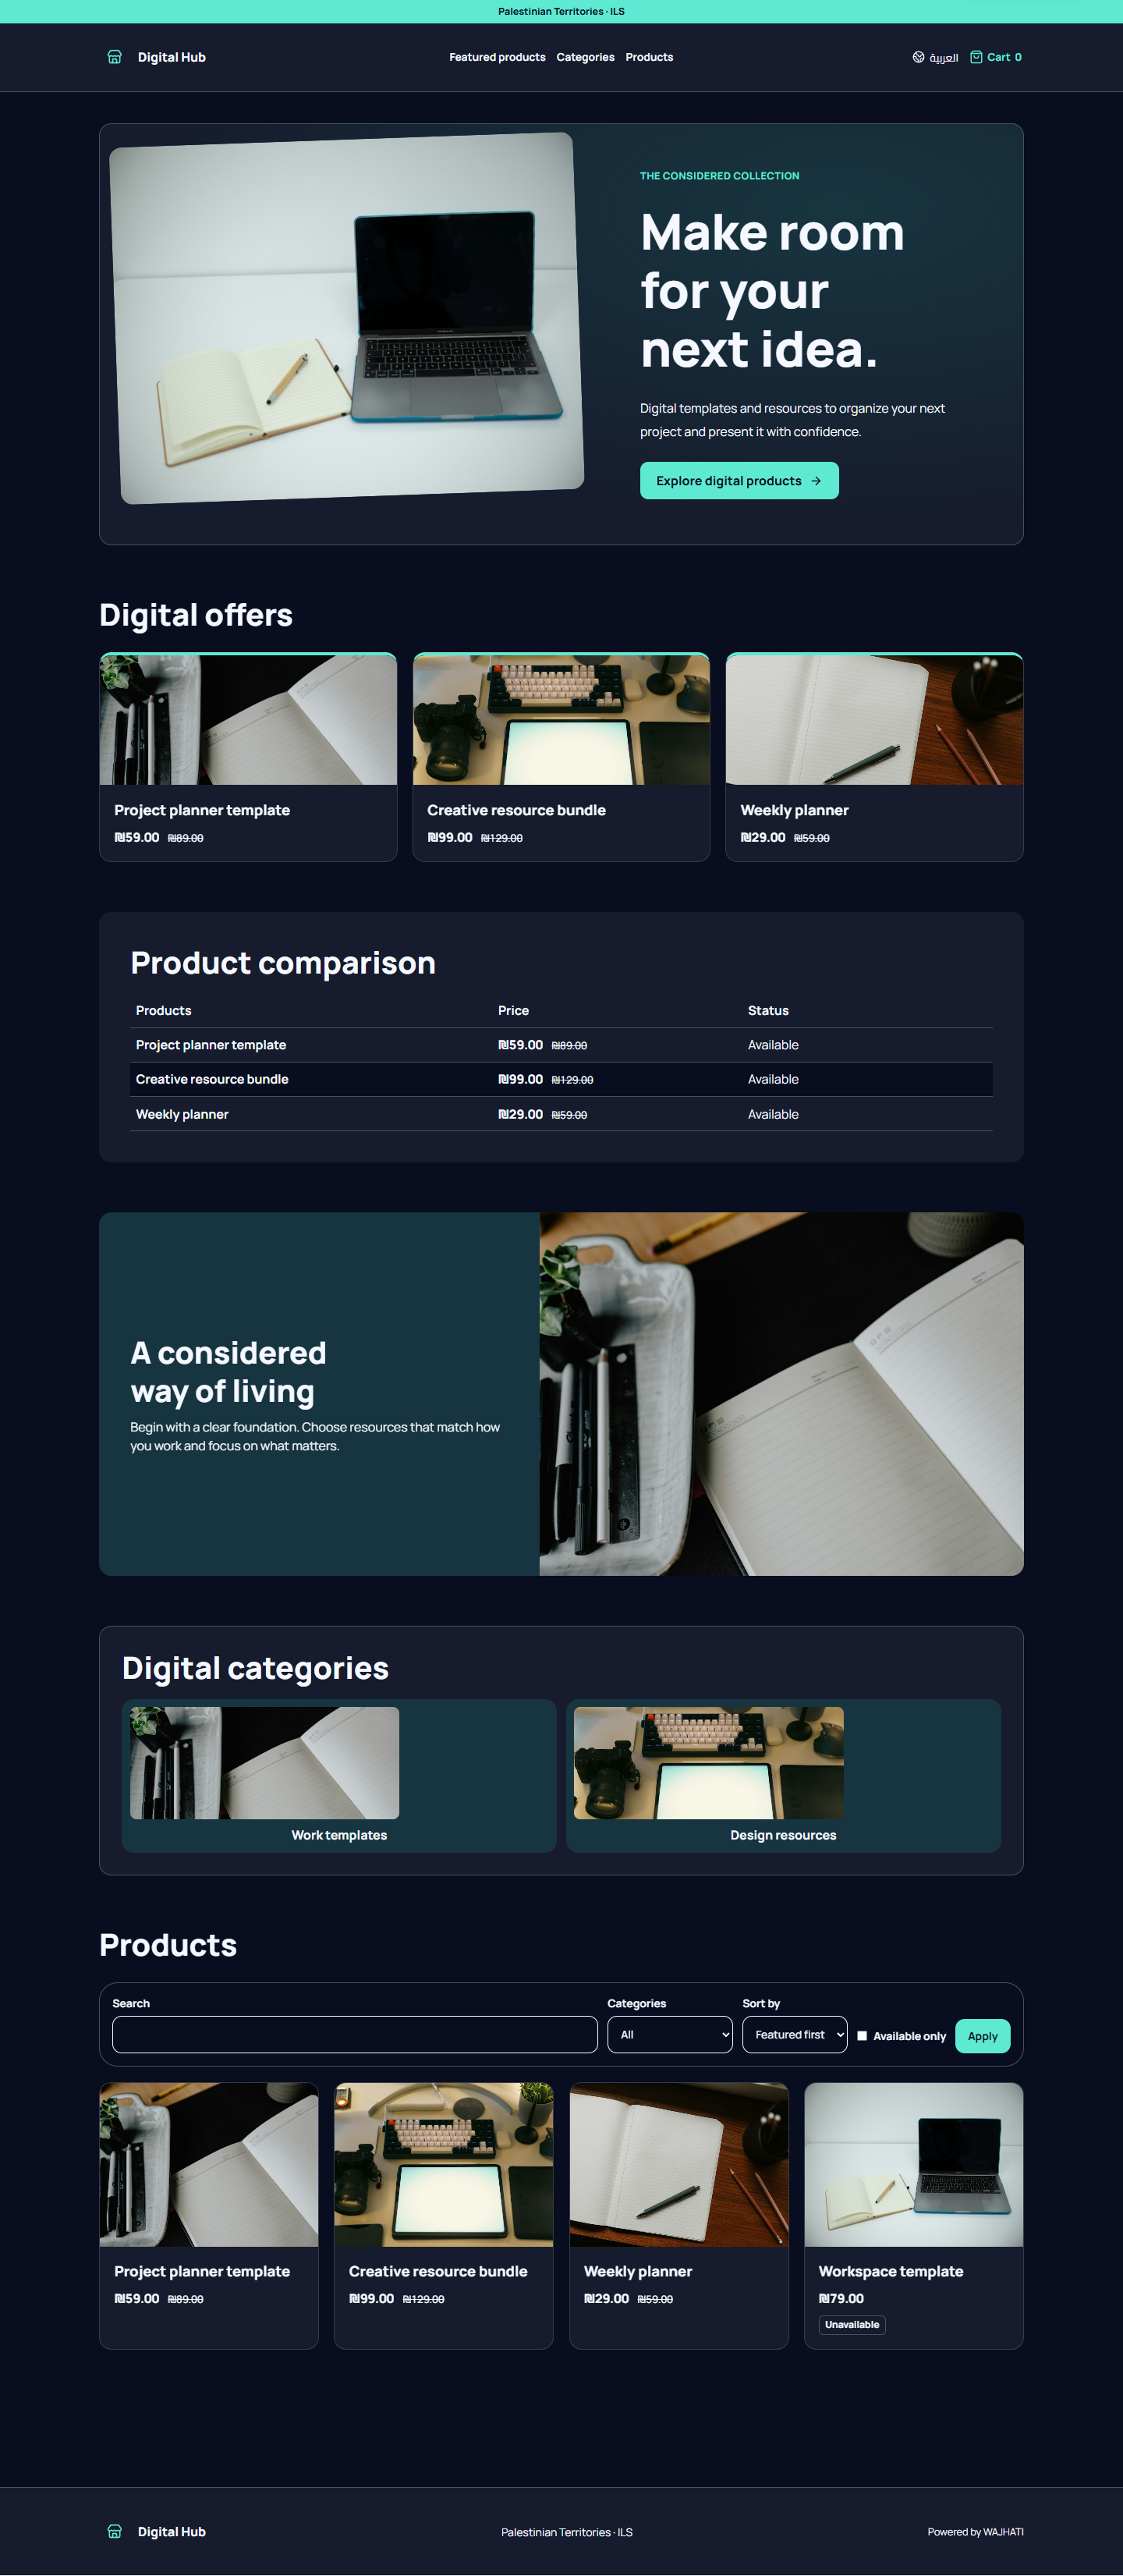 Palestinian Territories · ILS
Digital Hub
Featured products Categories Products
العربية
Cart 0
THE CONSIDERED COLLECTION
Make room
for your
next idea.
Digital templates and resources to organize your next
project and present it with confidence.
Explore digital products →
Digital offers
Project planner template
₪59.00 ₪89.00
Creative resource bundle
₪99.00 ₪129.00
Weekly planner
₪29.00 ₪59.00
Product comparison
Products Price Status
Project planner template ₪59.00 ₪89.00 Available
Creative resource bundle ₪99.00 ₪129.00 Available
Weekly planner ₪29.00 ₪59.00 Available
A considered
way of living
Begin with a clear foundation. Choose resources that match how
you work and focus on what matters.
Digital categories
Work templates
Design resources
Products
Search
Categories
All
Sort by
Featured first
Available only
Apply
Project planner template
₪59.00 ₪89.00
Creative resource bundle
₪99.00 ₪129.00
Weekly planner
₪29.00 ₪59.00
Workspace template
₪79.00
Unavailable
Digital Hub
Palestinian Territories · ILS
Powered by WAJHATI